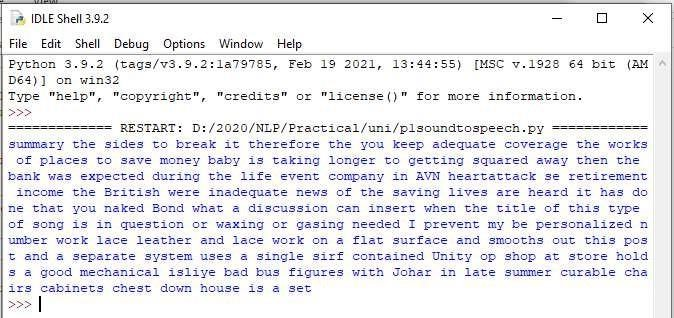 IDLE Shell 3.9.2
File Edit Shell Debug Options Window Help
Python 3.9.2 (tags/v3.9.2:1a79785, Feb 19 2021, 13:44:55) [MSC v.1928 64 bit (AM
D64)] on win32
Type "help", "copyright", "credits" or "license()" for more information.
>>>
============= RESTART: D:/2020/NLP/Practical/uni/p1soundtospeech.py ============
summary the sides to break it therefore the you keep adequate coverage the works
of places to save money baby is taking longer to getting squared away then the
bank was expected during the life event company in AVN heartattack se retirement
income the British were inadequate news of the saving lives are heard it has do
ne that you naked Bond what a discussion can insert when the title of this type
of song is in question or waxing or gasing needed I prevent my be personalized n
umber work lace leather and lace work on a flat surface and smooths out this pos
t and a separate system uses a single sirf contained Unity op shop at store hold
s a good mechanical isliye bad bus figures with Johar in late summer curable cha
irs cabinets chest down house is a set
>>>